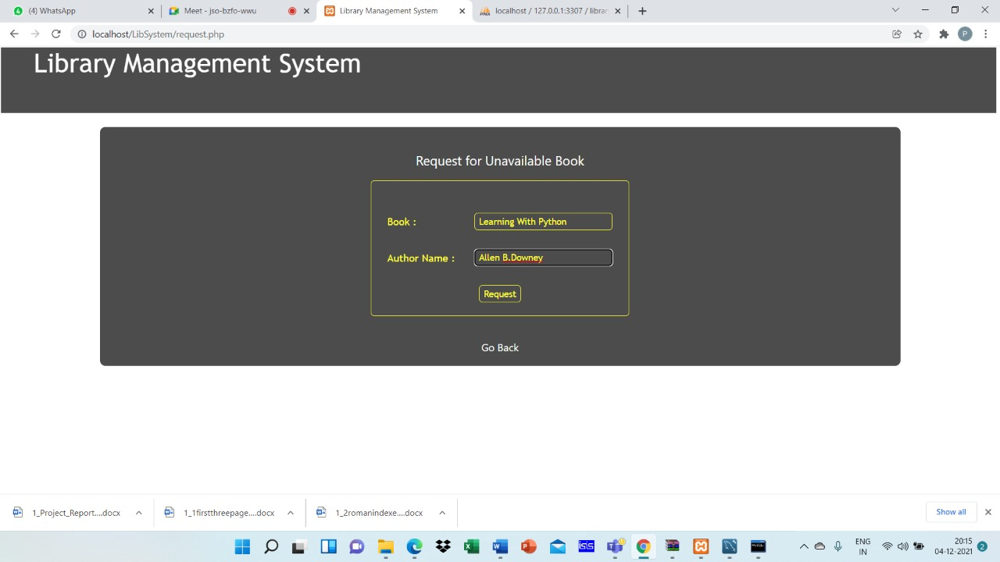 (4) WhatsApp
Meet - jso-bzfo-wwu
Library Management System
localhost / 127.0.0.1:3307 / librar
localhost/LibSystem/request.php
P
Library Management System
Request for Unavailable Book
Book :
Learning With Python
Author Name :
Allen B.Downey
Request
Go Back
1_Project_Report....docx
1_1firstthreepage....docx
1_2romanindexe....docx
Show all
ENG
IN
20:15
04-12-2021
2